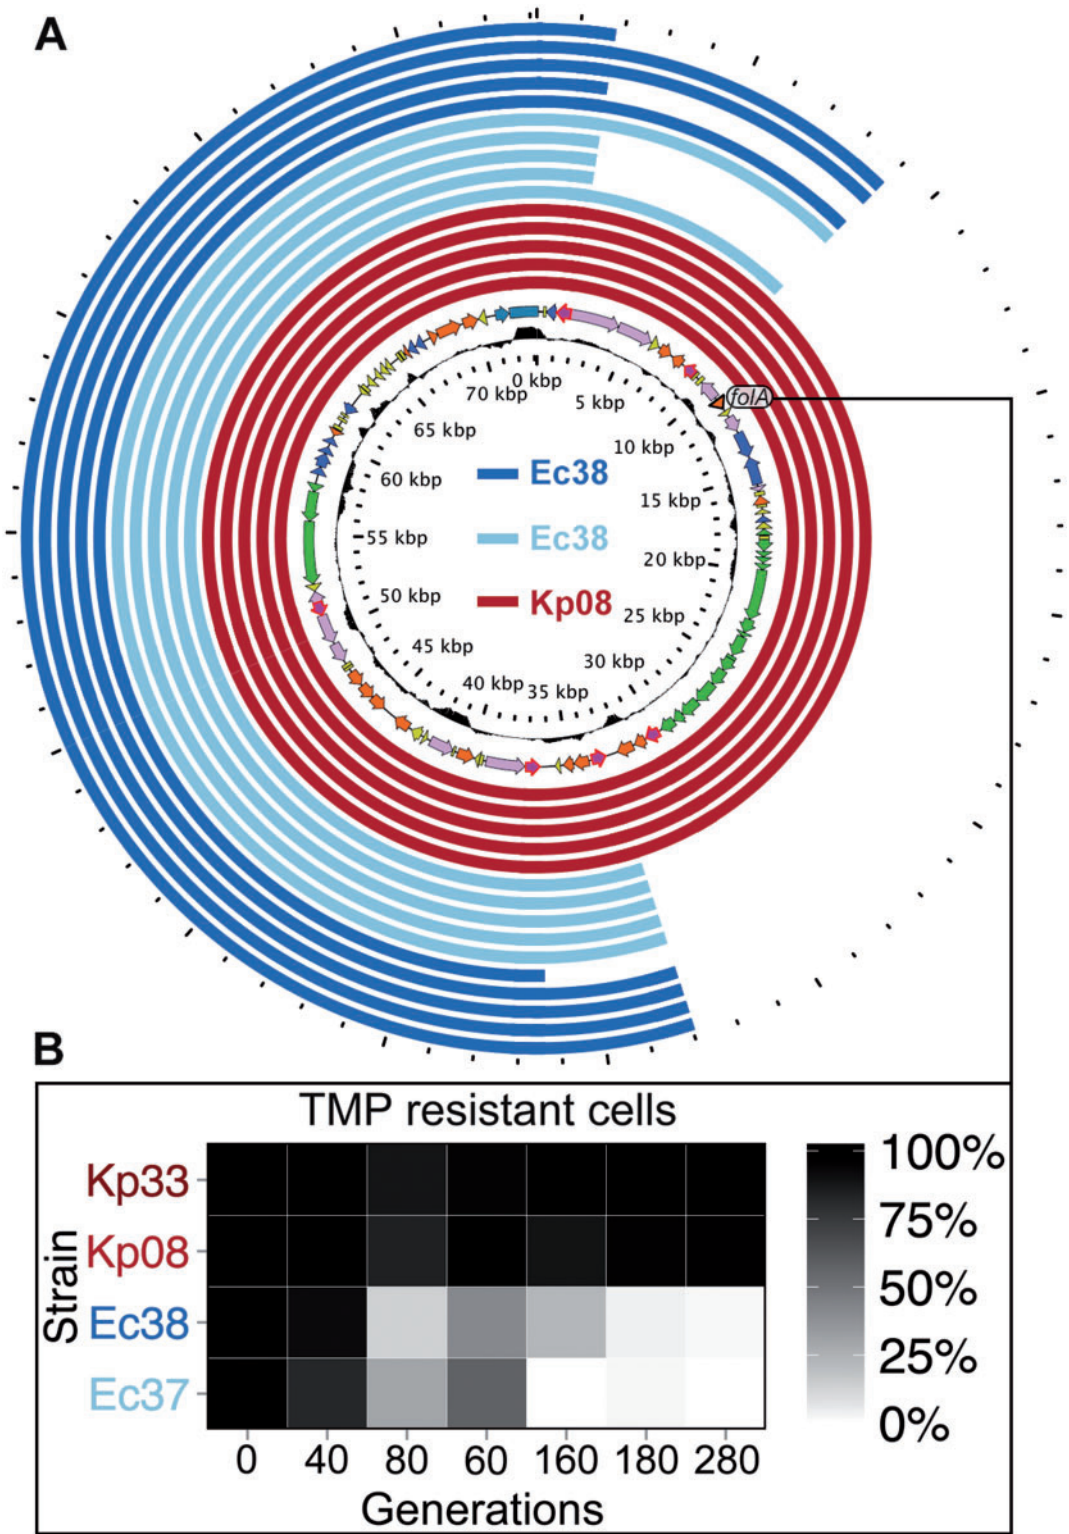 A
0 kbp
5 kbp
10 kbp
15 kbp
20 kbp
25 kbp
30 kbp
35 kbp
40 kbp
45 kbp
50 kbp
55 kbp
60 kbp
65 kbp
70 kbp
folA
Ec38
Ec38
Kp08
B
TMP resistant cells
Strain
Kp33
Kp08
Ec38
Ec37
0 40 80 60 160 180 280
Generations
100%
75%
50%
25%
0%